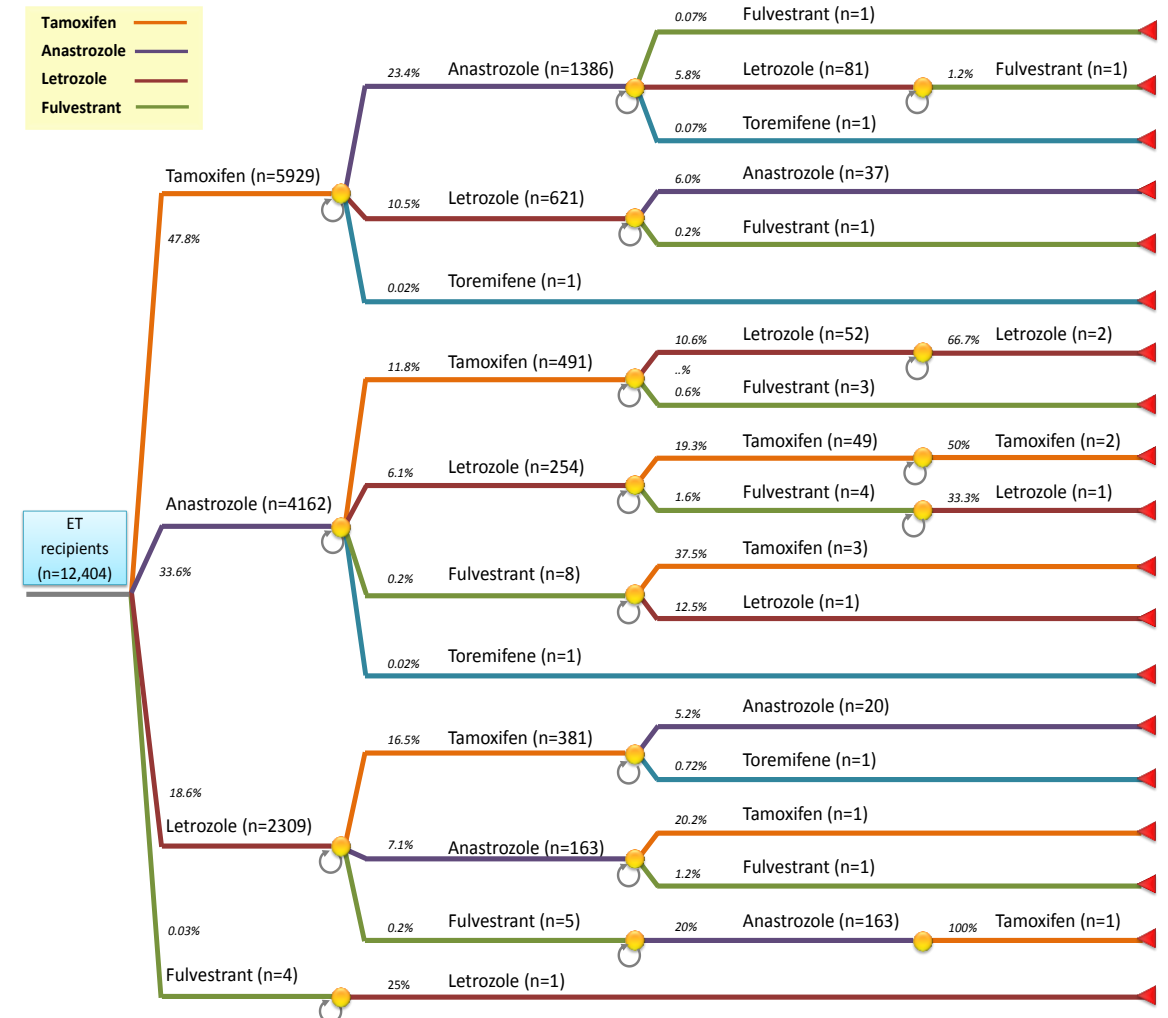 Tamoxifen
Anastrozole
Letrozole
Fulvestrant
ET
recipients
(n=12,404)
47.8%
Tamoxifen (n=5929)
23.4%
Anastrozole (n=1386)
0.07%
Fulvestrant (n=1)
5.8%
Letrozole (n=81)
1.2%
Fulvestrant (n=1)
0.07%
Toremifene (n=1)
10.5%
Letrozole (n=621)
6.0%
Anastrozole (n=37)
0.2%
Fulvestrant (n=1)
0.02%
Toremifene (n=1)
33.6%
Anastrozole (n=4162)
11.8%
Tamoxifen (n=491)
10.6%
Letrozole (n=52)
66.7%
Letrozole (n=2)
..%
0.6%
Fulvestrant (n=3)
6.1%
Letrozole (n=254)
19.3%
Tamoxifen (n=49)
50%
Tamoxifen (n=2)
1.6%
Fulvestrant (n=4)
33.3%
Letrozole (n=1)
0.2%
Fulvestrant (n=8)
37.5%
Tamoxifen (n=3)
12.5%
Letrozole (n=1)
0.02%
Toremifene (n=1)
18.6%
Letrozole (n=2309)
16.5%
Tamoxifen (n=381)
5.2%
Anastrozole (n=20)
0.72%
Toremifene (n=1)
7.1%
Anastrozole (n=163)
20.2%
Tamoxifen (n=1)
1.2%
Fulvestrant (n=1)
0.2%
Fulvestrant (n=5)
20%
Anastrozole (n=163)
100%
Tamoxifen (n=1)
0.03%
Fulvestrant (n=4)
25%
Letrozole (n=1)